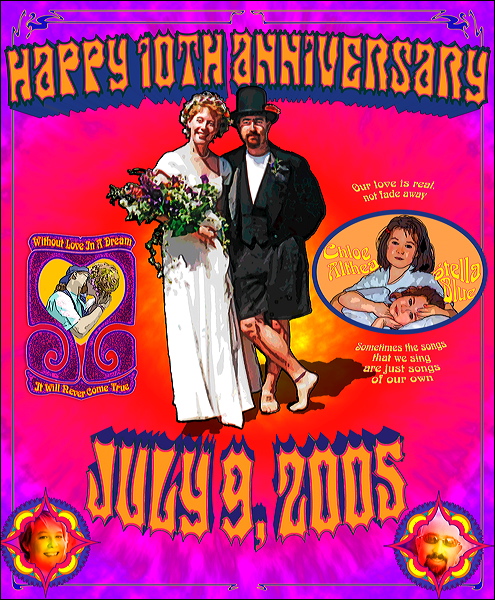 HAPPY 10TH ANNIVERSARY
Our love is real,
not fade away
Without Love In A Dream
Chloe
Althea
Stella
Blue
Sometimes the songs
that we sing
are just songs
of our own
It Will Never Come True
JULY 9, 2005